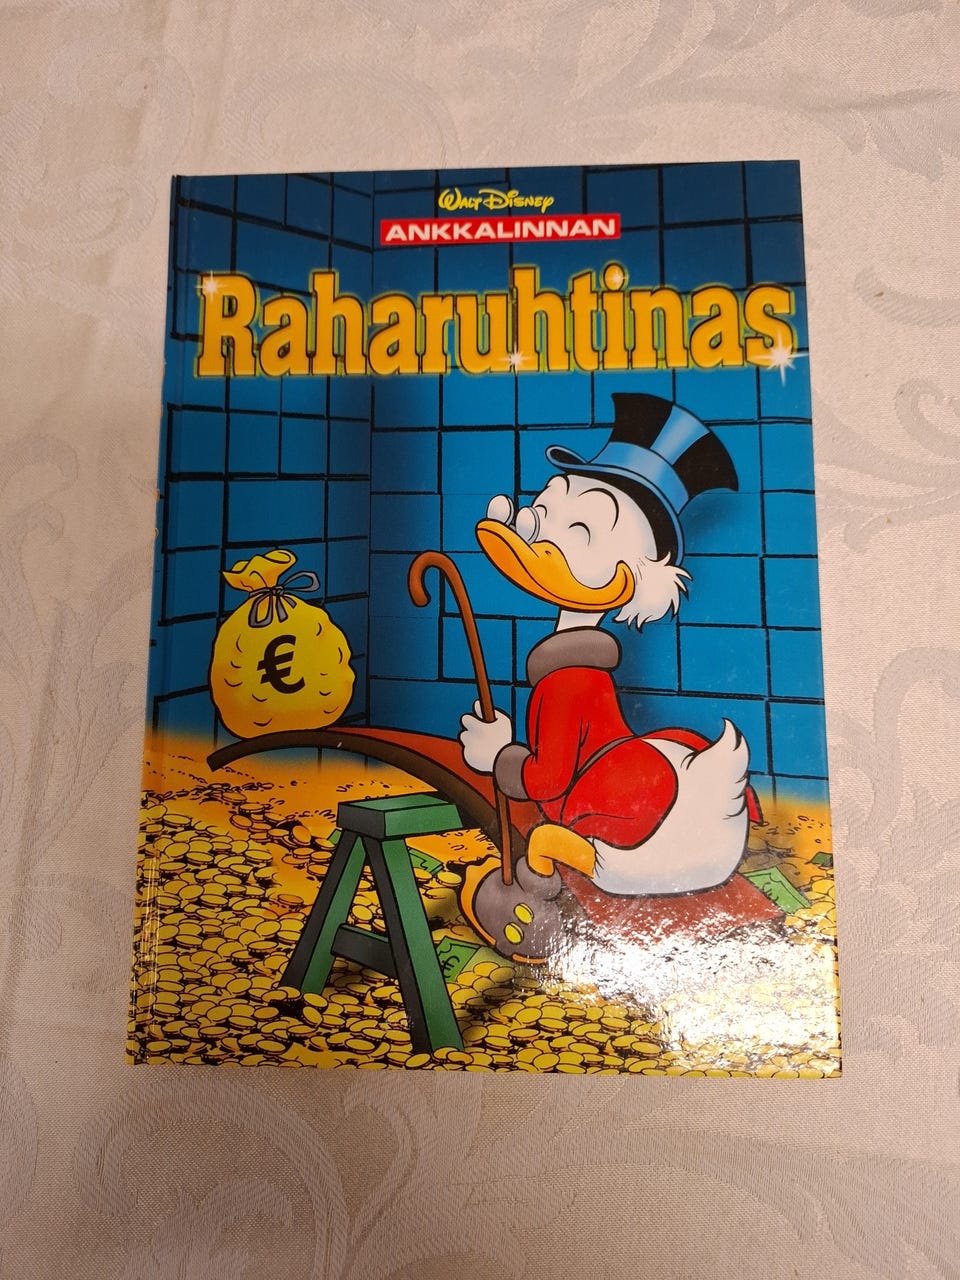 WALT DISNEY
ANKKALINNAN
Raharuhtinas
€
€